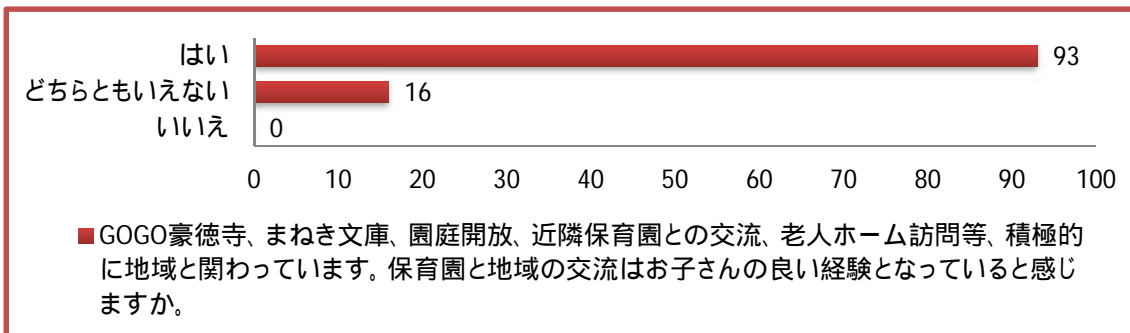 はい 93
どちらともいえない 16
いいえ 0
0 10 20 30 40 50 60 70 80 90 100
GOGO豪徳寺、まねき文庫、園庭開放、近隣保育園との交流、老人ホーム訪問等、積極的
に地域と関わっています。保育園と地域の交流はお子さんの良い経験となっていると感じ
ますか。